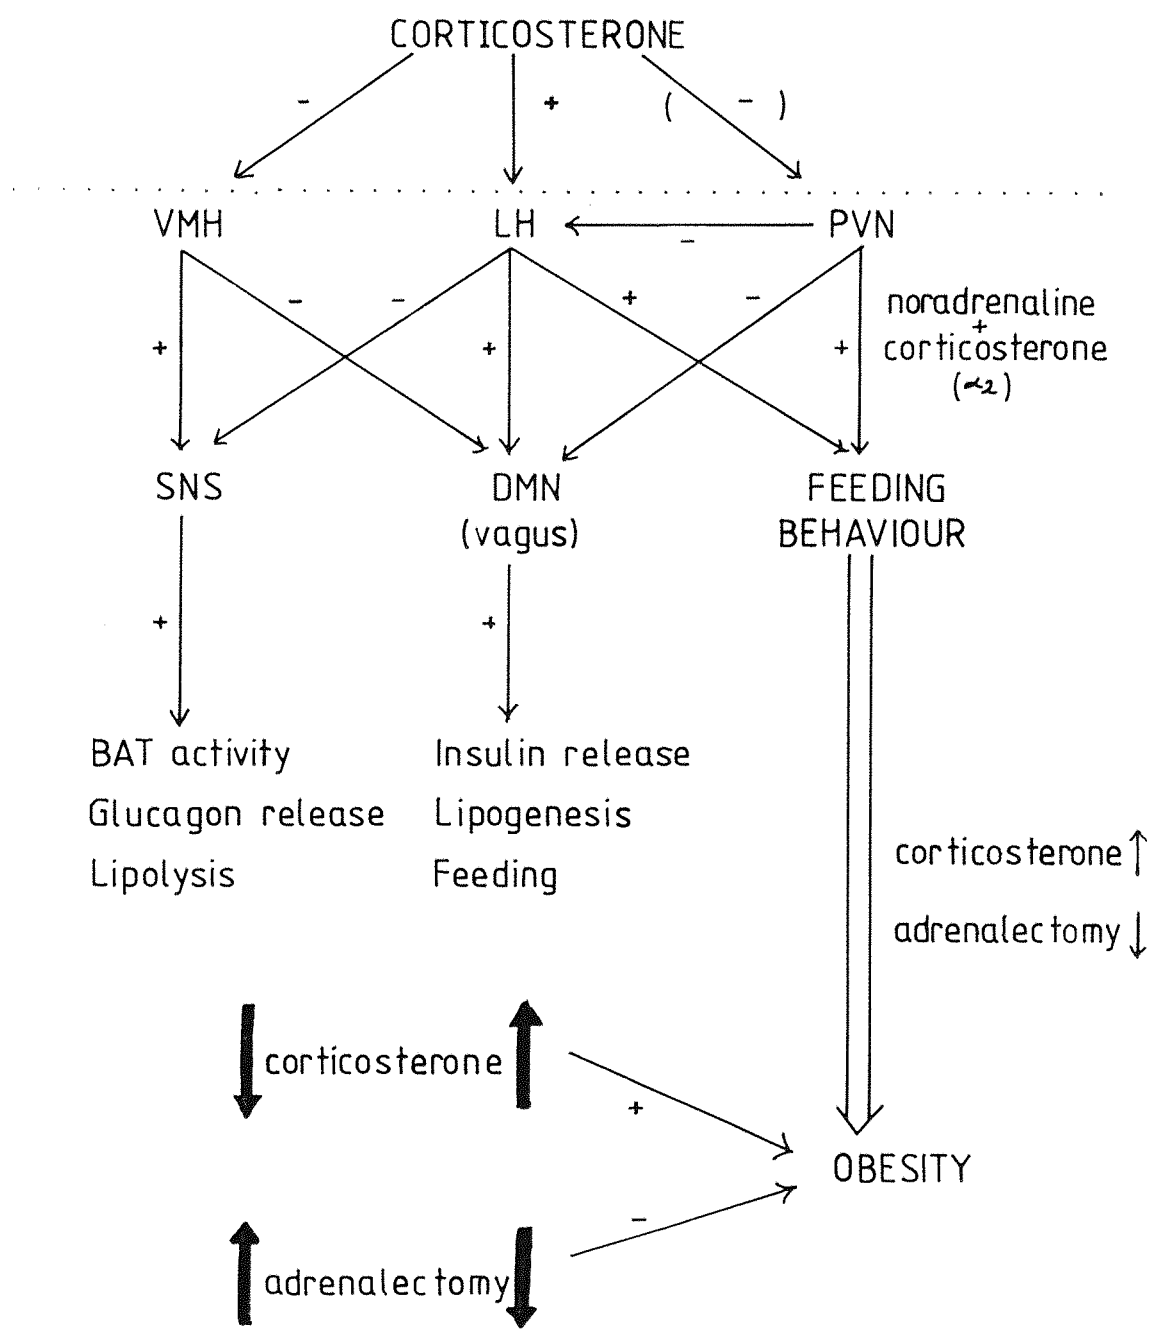 CORTICOSTERONE
-
+
( - )
VMH
LH
PVN
-
-
-
+
-
noradrenaline
+
corticosterone
(α2)
+
+
+
SNS
DMN
(vagus)
FEEDING
BEHAVIOUR
+
+
BAT activity
Insulin release
Glucagon release
Lipogenesis
Lipolysis
Feeding
corticosterone↑
adrenalectomy↓
↓corticosterone↑
+
OBESITY
-
↑adrenalectomy↓